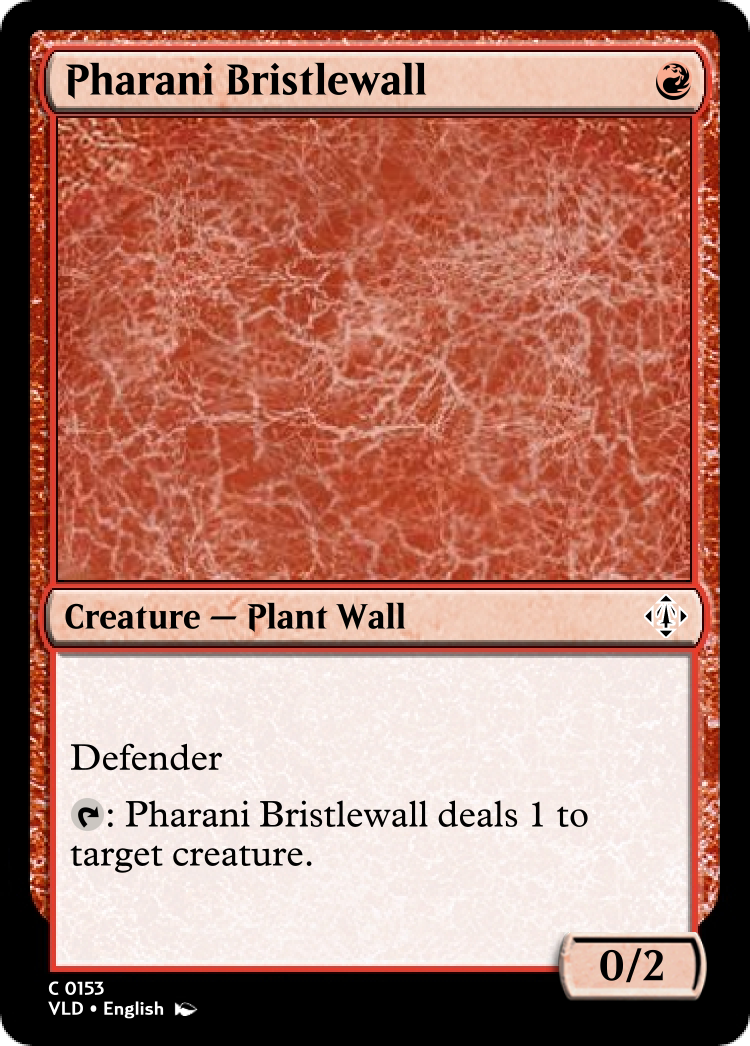 Pharani Bristlewall
Creature — Plant Wall
Defender
: Pharani Bristlewall deals 1 to
target creature.
0/2
C 0153
VLD • English